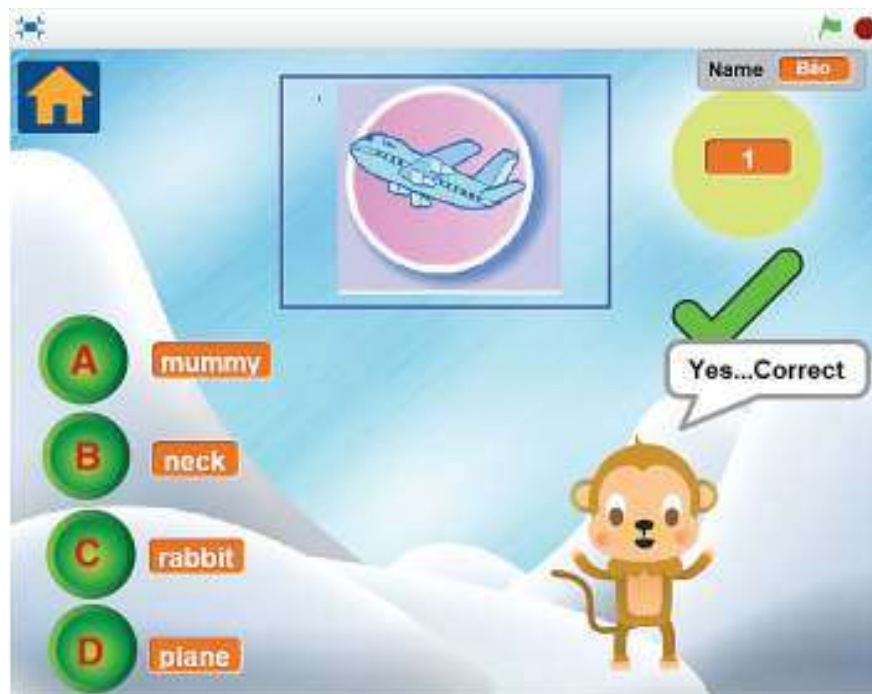 Name Bảo
1
Yes...Correct
A mummy
B neck
C rabbit
D plane